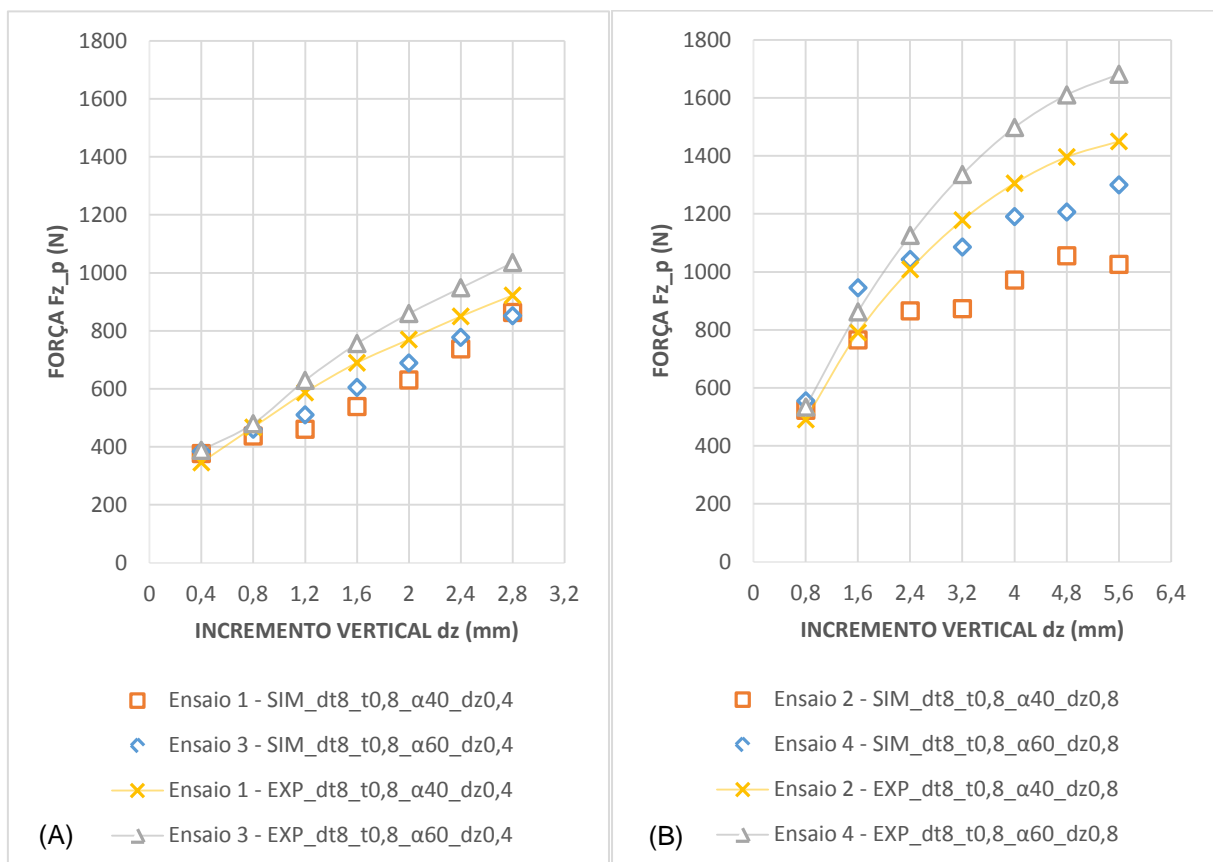 1800
1600
1400
1200
1000
800
600
400
200
0
FORÇA Fz_p (N)
0 0,4 0,8 1,2 1,6 2 2,4 2,8 3,2
INCREMENTO VERTICAL dz (mm)
Ensaio 1 - SIM_dt8_t0,8_α40_dz0,4
Ensaio 3 - SIM_dt8_t0,8_α60_dz0,4
Ensaio 1 - EXP_dt8_t0,8_α40_dz0,4
Ensaio 3 - EXP_dt8_t0,8_α60_dz0,4
(A)
1800
1600
1400
1200
1000
800
600
400
200
0
FORÇA Fz_p (N)
0 0,8 1,6 2,4 3,2 4 4,8 5,6 6,4
INCREMENTO VERTICAL dz (mm)
Ensaio 2 - SIM_dt8_t0,8_α40_dz0,8
Ensaio 4 - SIM_dt8_t0,8_α60_dz0,8
Ensaio 2 - EXP_dt8_t0,8_α40_dz0,8
Ensaio 4 - EXP_dt8_t0,8_α60_dz0,8
(B)